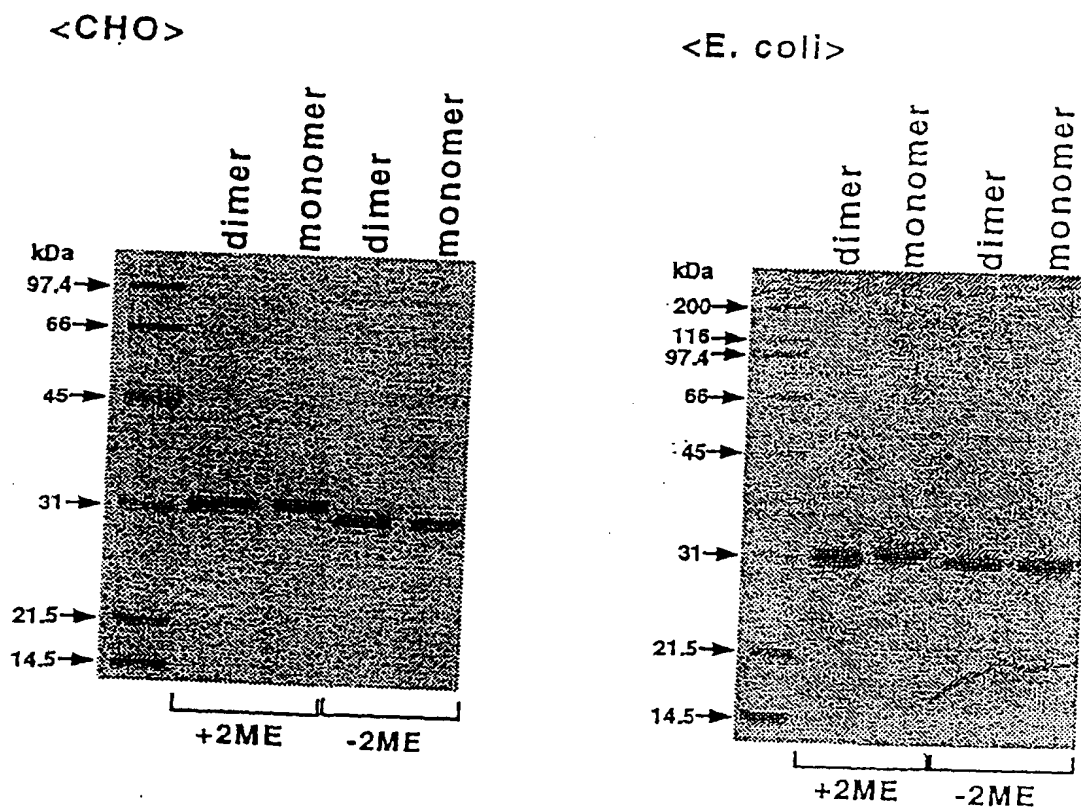 <CHO>
dimer
monomer
dimer
monomer
kDa
97.4
66
45
31
21.5
14.5
+2ME
-2ME
<E. coli>
dimer
monomer
dimer
monomer
kDa
200
116
97.4
66
45
31
21.5
14.5
+2ME
-2ME